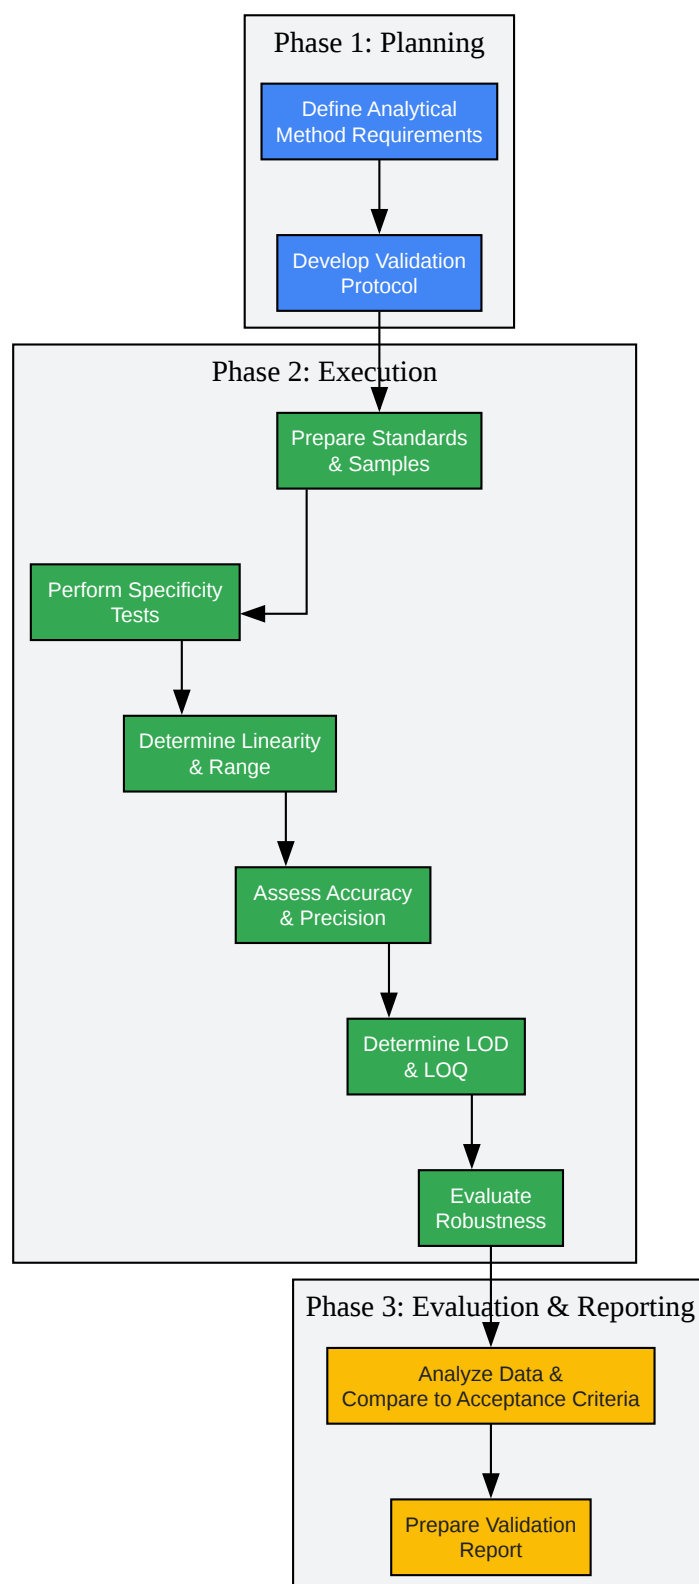 Phase 1: Planning
Define Analytical
Method Requirements
Develop Validation
Protocol
Phase 2: Execution
Prepare Standards
& Samples
Perform Specificity
Tests
Determine Linearity
& Range
Assess Accuracy
& Precision
Determine LOD
& LOQ
Evaluate
Robustness
Phase 3: Evaluation & Reporting
Analyze Data &
Compare to Acceptance Criteria
Prepare Validation
Report